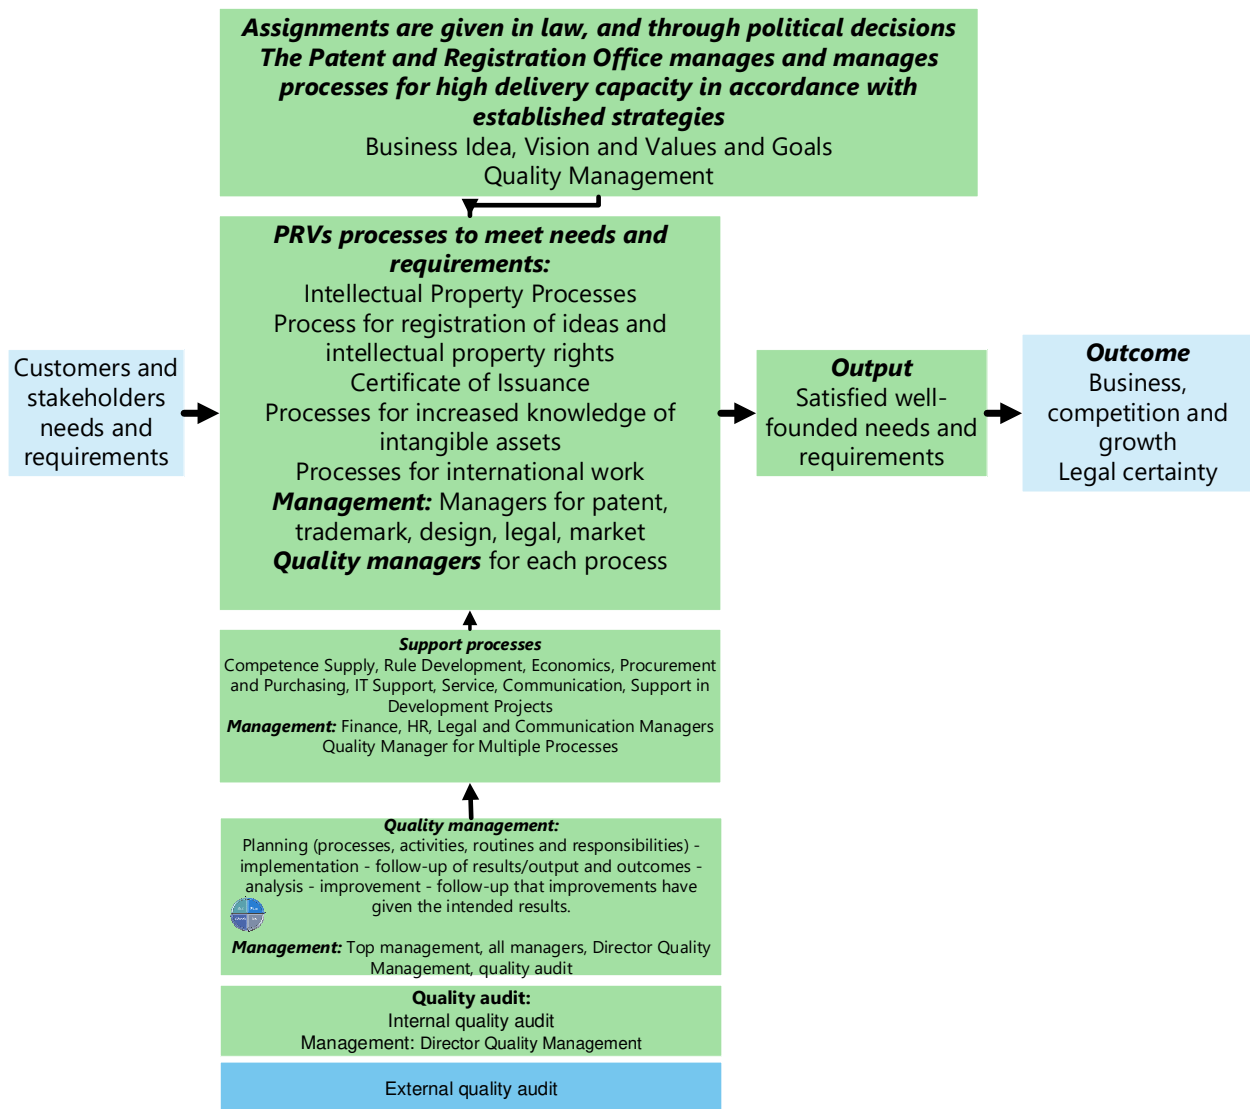 Assignments are given in law, and through political decisions
The Patent and Registration Office manages and manages
processes for high delivery capacity in accordance with
established strategies
Business Idea, Vision and Values and Goals
Quality Management
PRVs processes to meet needs and
requirements:
Intellectual Property Processes
Process for registration of ideas and
intellectual property rights
Certificate of Issuance
Processes for increased knowledge of
intangible assets
Processes for international work
Management: Managers for patent,
trademark, design, legal, market
Quality managers for each process
Customers and
stakeholders
needs and
requirements
Output
Satisfied well-
founded needs and
requirements
Outcome
Business,
competition and
growth
Legal certainty
Support processes
Competence Supply, Rule Development, Economics, Procurement
and Purchasing, IT Support, Service, Communication, Support in
Development Projects
Management: Finance, HR, Legal and Communication Managers
Quality Manager for Multiple Processes
Quality management:
Planning (processes, activities, routines and responsibilities) -
implementation - follow-up of results/output and outcomes -
analysis - improvement - follow-up that improvements have
given the intended results.
Management: Top management, all managers, Director Quality
Management, quality audit
Quality audit:
Internal quality audit
Management: Director Quality Management
External quality audit